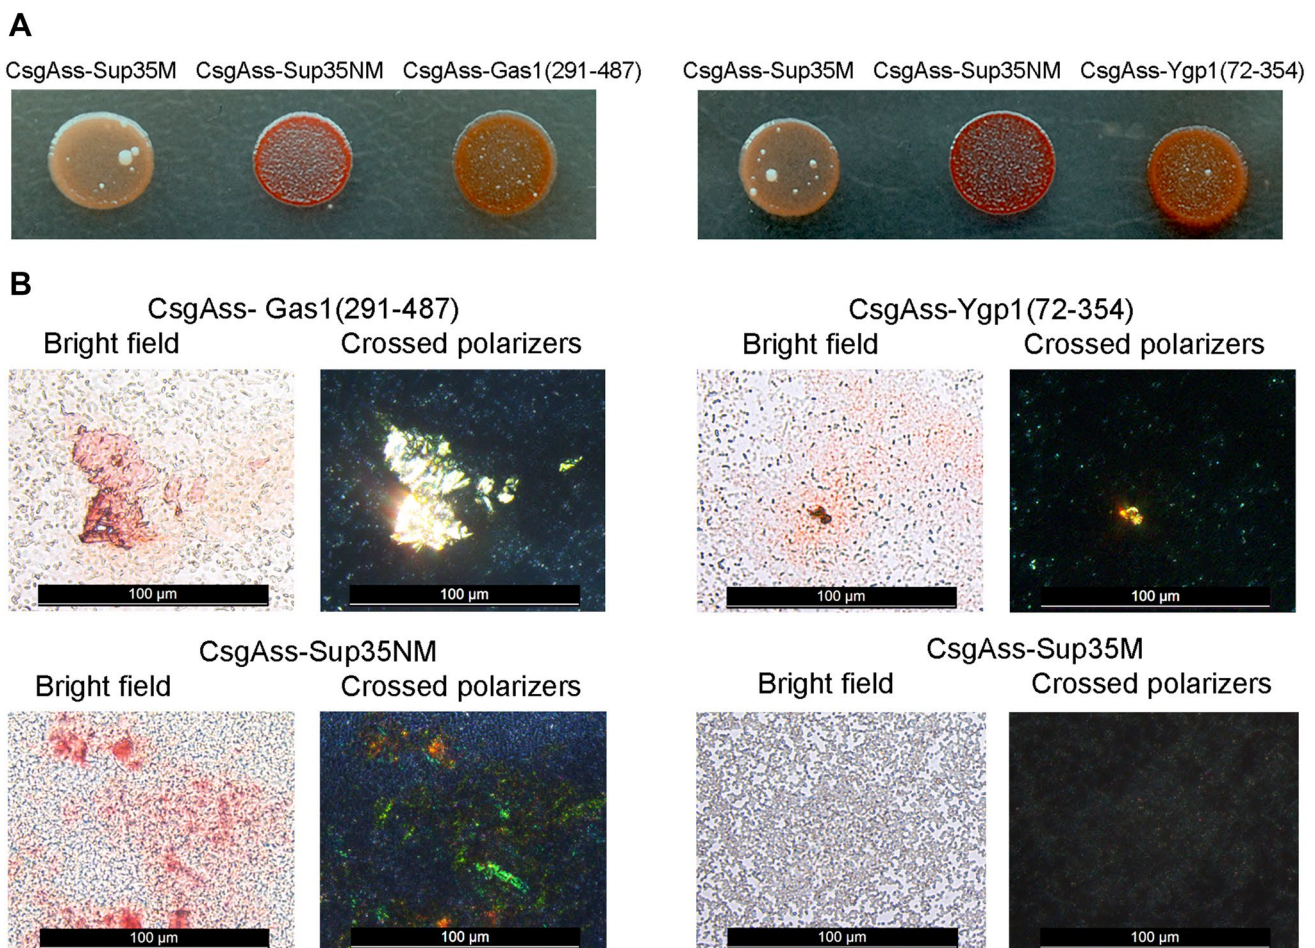 A
CsgAss-Sup35M CsgAss-Sup35NM CsgAss-Gas1(291-487) CsgAss-Sup35M CsgAss-Sup35NM CsgAss-Ygp1(72-354)
B
CsgAss- Gas1(291-487)
Bright field Crossed polarizers
100 µm 100 µm
CsgAss-Ygp1(72-354)
Bright field Crossed polarizers
100 µm 100 µm
CsgAss-Sup35NM
Bright field Crossed polarizers
100 µm 100 µm
CsgAss-Sup35M
Bright field Crossed polarizers
100 µm 100 µm